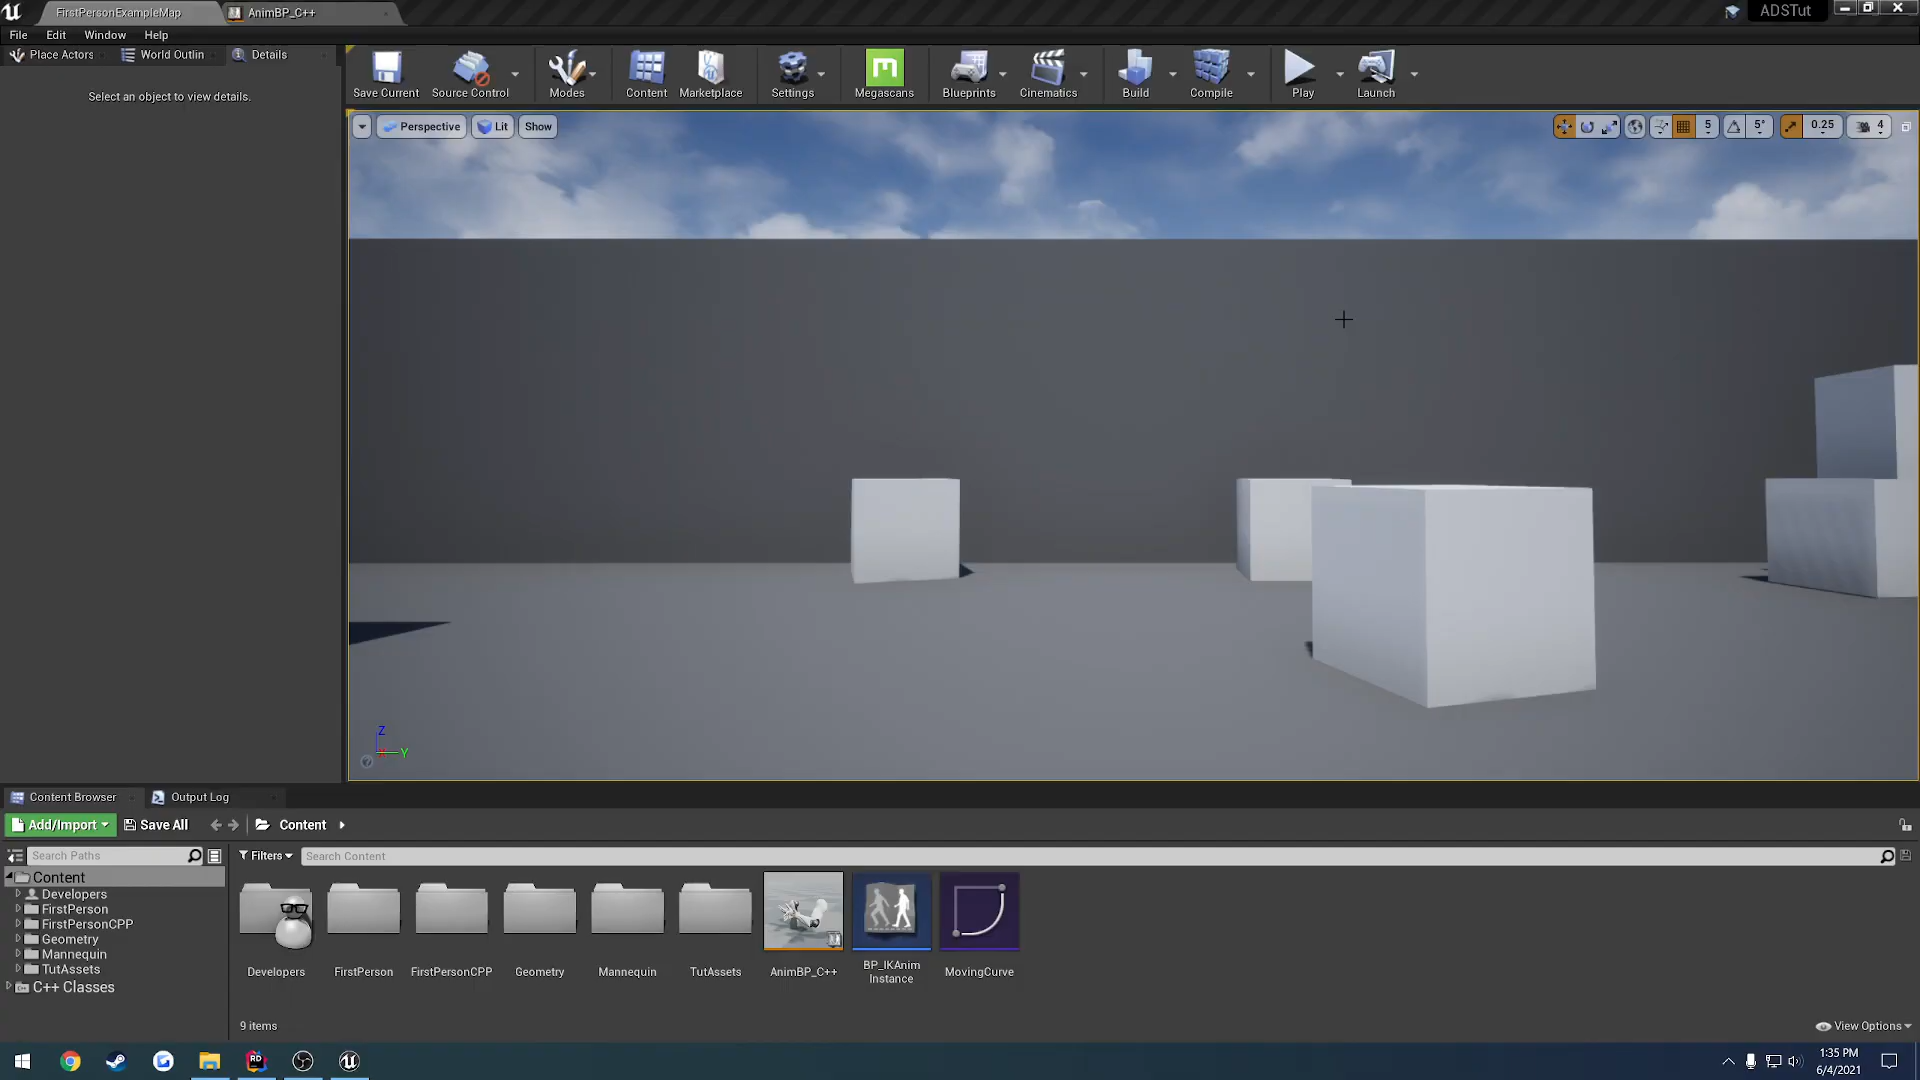 FirstPersonExampleMap
AnimBP_C++
ADSTut
File Edit Window Help
Place Actors
World Outlin
Details
Select an object to view details.
Save Current
Source Control
Modes
Content
Marketplace
Settings
Megascans
Blueprints
Cinematics
Build
Compile
Play
Launch
Perspective
Lit
Show
5
5°
0.25
4
Z
Y
Content Browser
Output Log
Add/Import
Save All
Content
Search Paths
Filters
Search Content
Content
Developers
FirstPerson
FirstPersonCPP
Geometry
Mannequin
TutAssets
C++ Classes
Developers
FirstPerson
FirstPersonCPP
Geometry
Mannequin
TutAssets
AnimBP_C++
BP_IKAnim
Instance
MovingCurve
9 items
View Options
RD
1:35 PM
6/4/2021